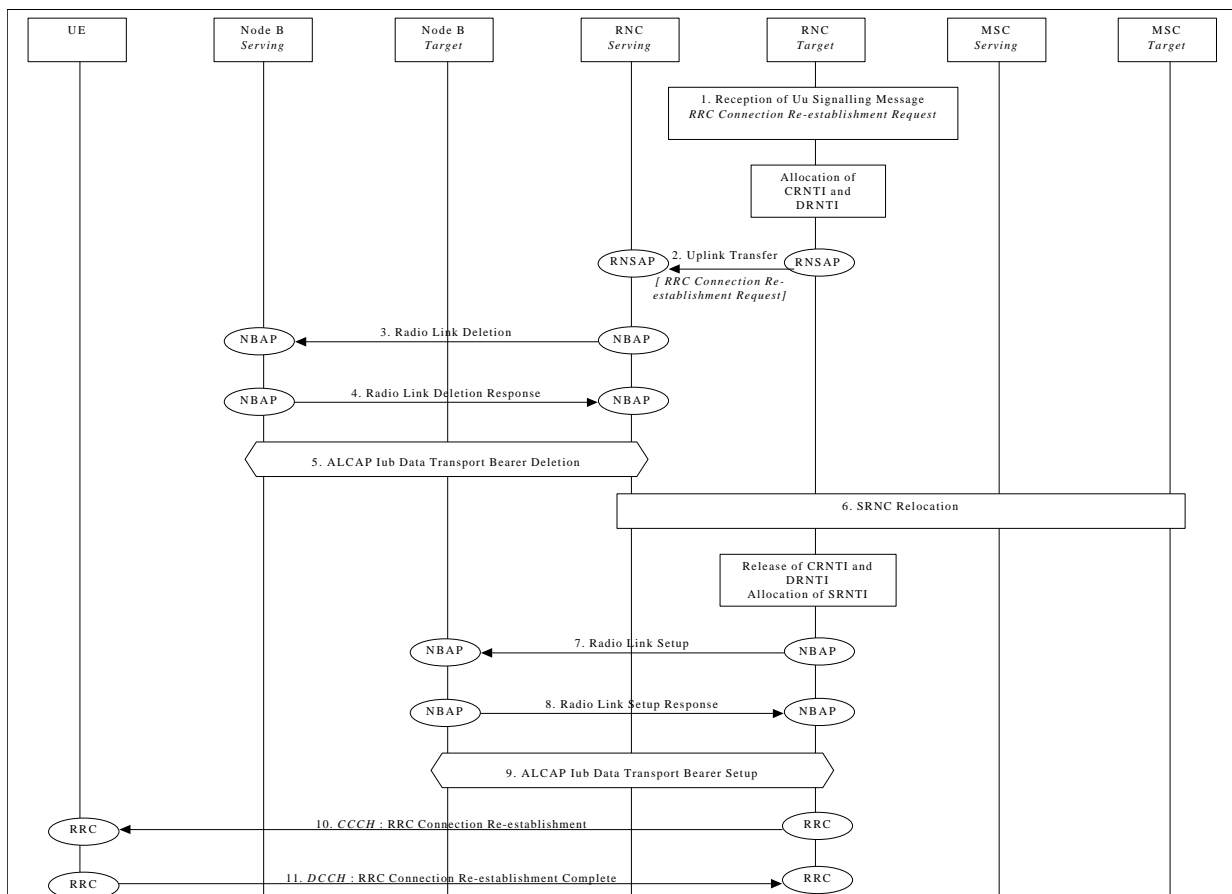 UE
Node B
Serving
Node B
Target
RNC
Serving
RNC
Target
MSC
Serving
MSC
Target
1. Reception of Uu Signalling Message
RRC Connection Re-establishment Request
Allocation of
CRNTI and
DRNTI
RNSAP
2. Uplink Transfer
RNSAP
[ RRC Connection Re-
establishment Request]
NBAP
3. Radio Link Deletion
NBAP
NBAP
4. Radio Link Deletion Response
NBAP
5. ALCAP Iub Data Transport Bearer Deletion
6. SRNC Relocation
Release of CRNTI and
DRNTI
Allocation of SRNTI
NBAP
7. Radio Link Setup
NBAP
NBAP
8. Radio Link Setup Response
NBAP
9. ALCAP Iub Data Transport Bearer Setup
RRC
10. CCCH : RRC Connection Re-establishment
RRC
RRC
11. DCCH : RRC Connection Re-establishment Complete
RRC